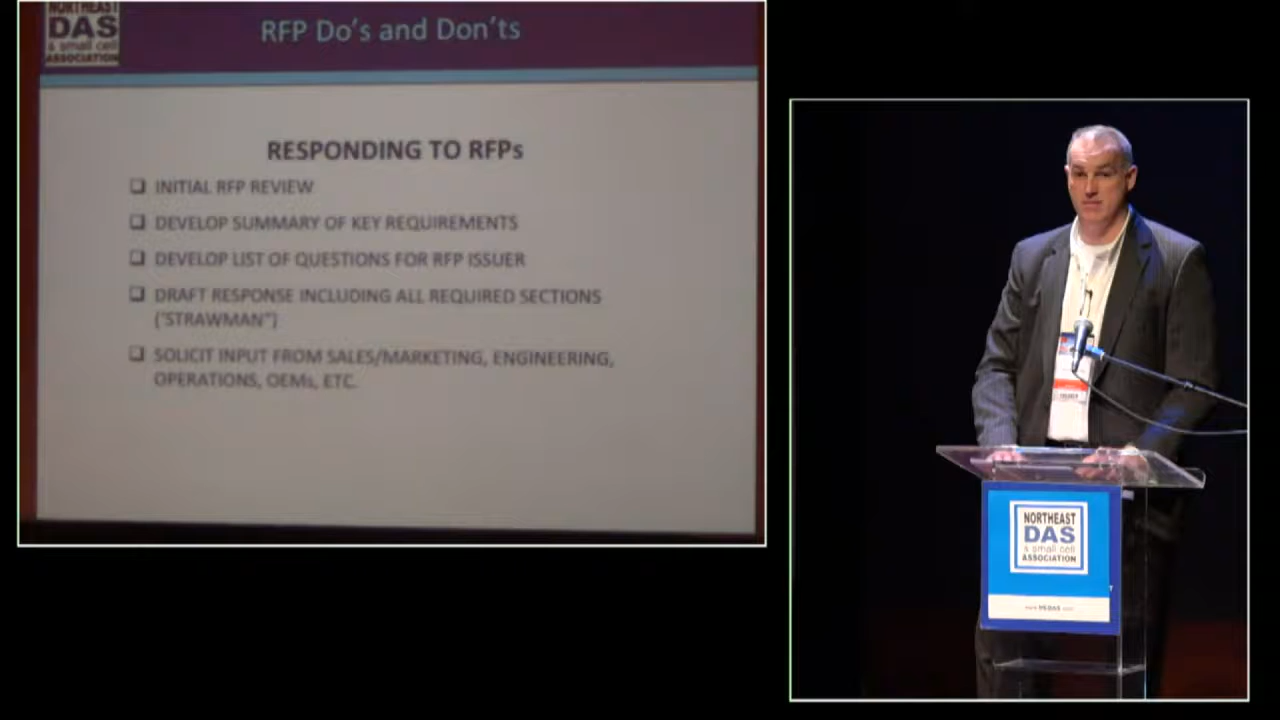 NORTHEAST
DAS
& small cell
ASSOCIATION
RFP Do's and Don'ts
RESPONDING TO RFPs
❑ INITIAL RFP REVIEW
❑ DEVELOP SUMMARY OF KEY REQUIREMENTS
❑ DEVELOP LIST OF QUESTIONS FOR RFP ISSUER
❑ DRAFT RESPONSE INCLUDING ALL REQUIRED SECTIONS
("STRAWMAN")
❑ SOLICIT INPUT FROM SALES/MARKETING, ENGINEERING,
OPERATIONS, OEMs, ETC.
NORTHEAST
DAS
& small cell
ASSOCIATION